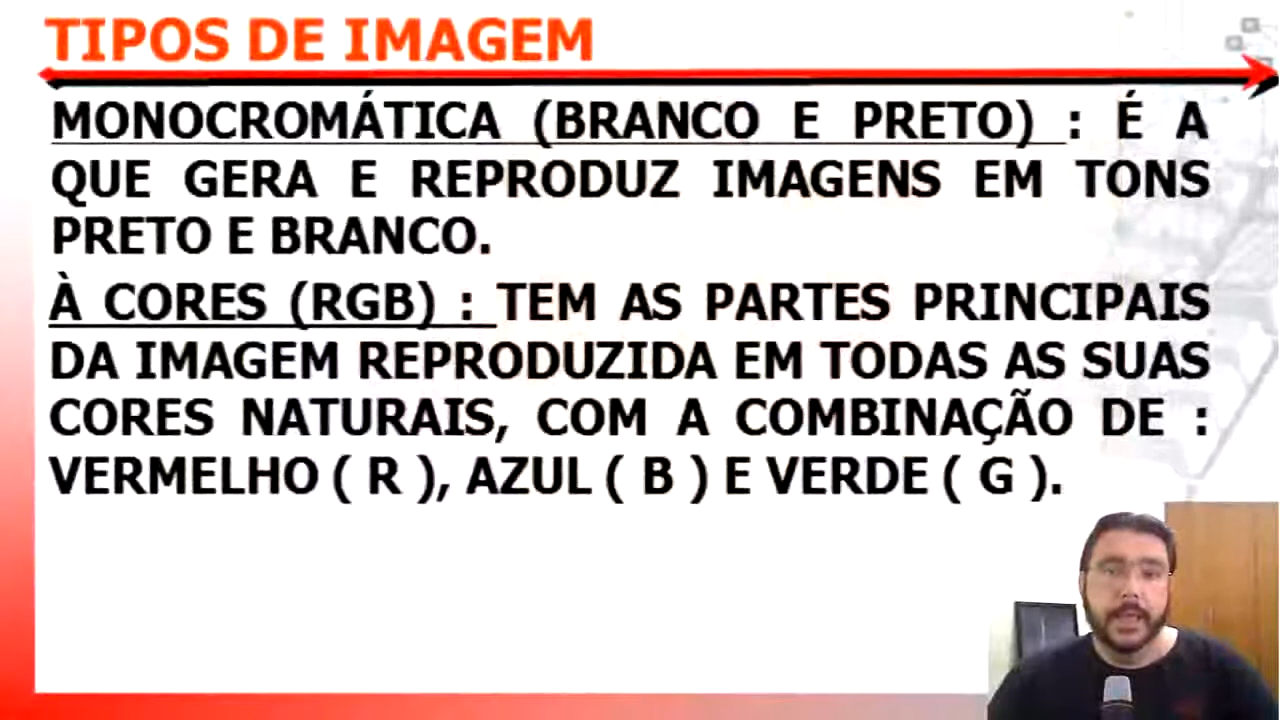 TIPOS DE IMAGEM
MONOCROMÁTICA (BRANCO E PRETO) : É A
QUE GERA E REPRODUZ IMAGENS EM TONS
PRETO E BRANCO.
À CORES (RGB) : TEM AS PARTES PRINCIPAIS
DA IMAGEM REPRODUZIDA EM TODAS AS SUAS
CORES NATURAIS, COM A COMBINAÇÃO DE :
VERMELHO ( R ), AZUL ( B ) E VERDE ( G ).